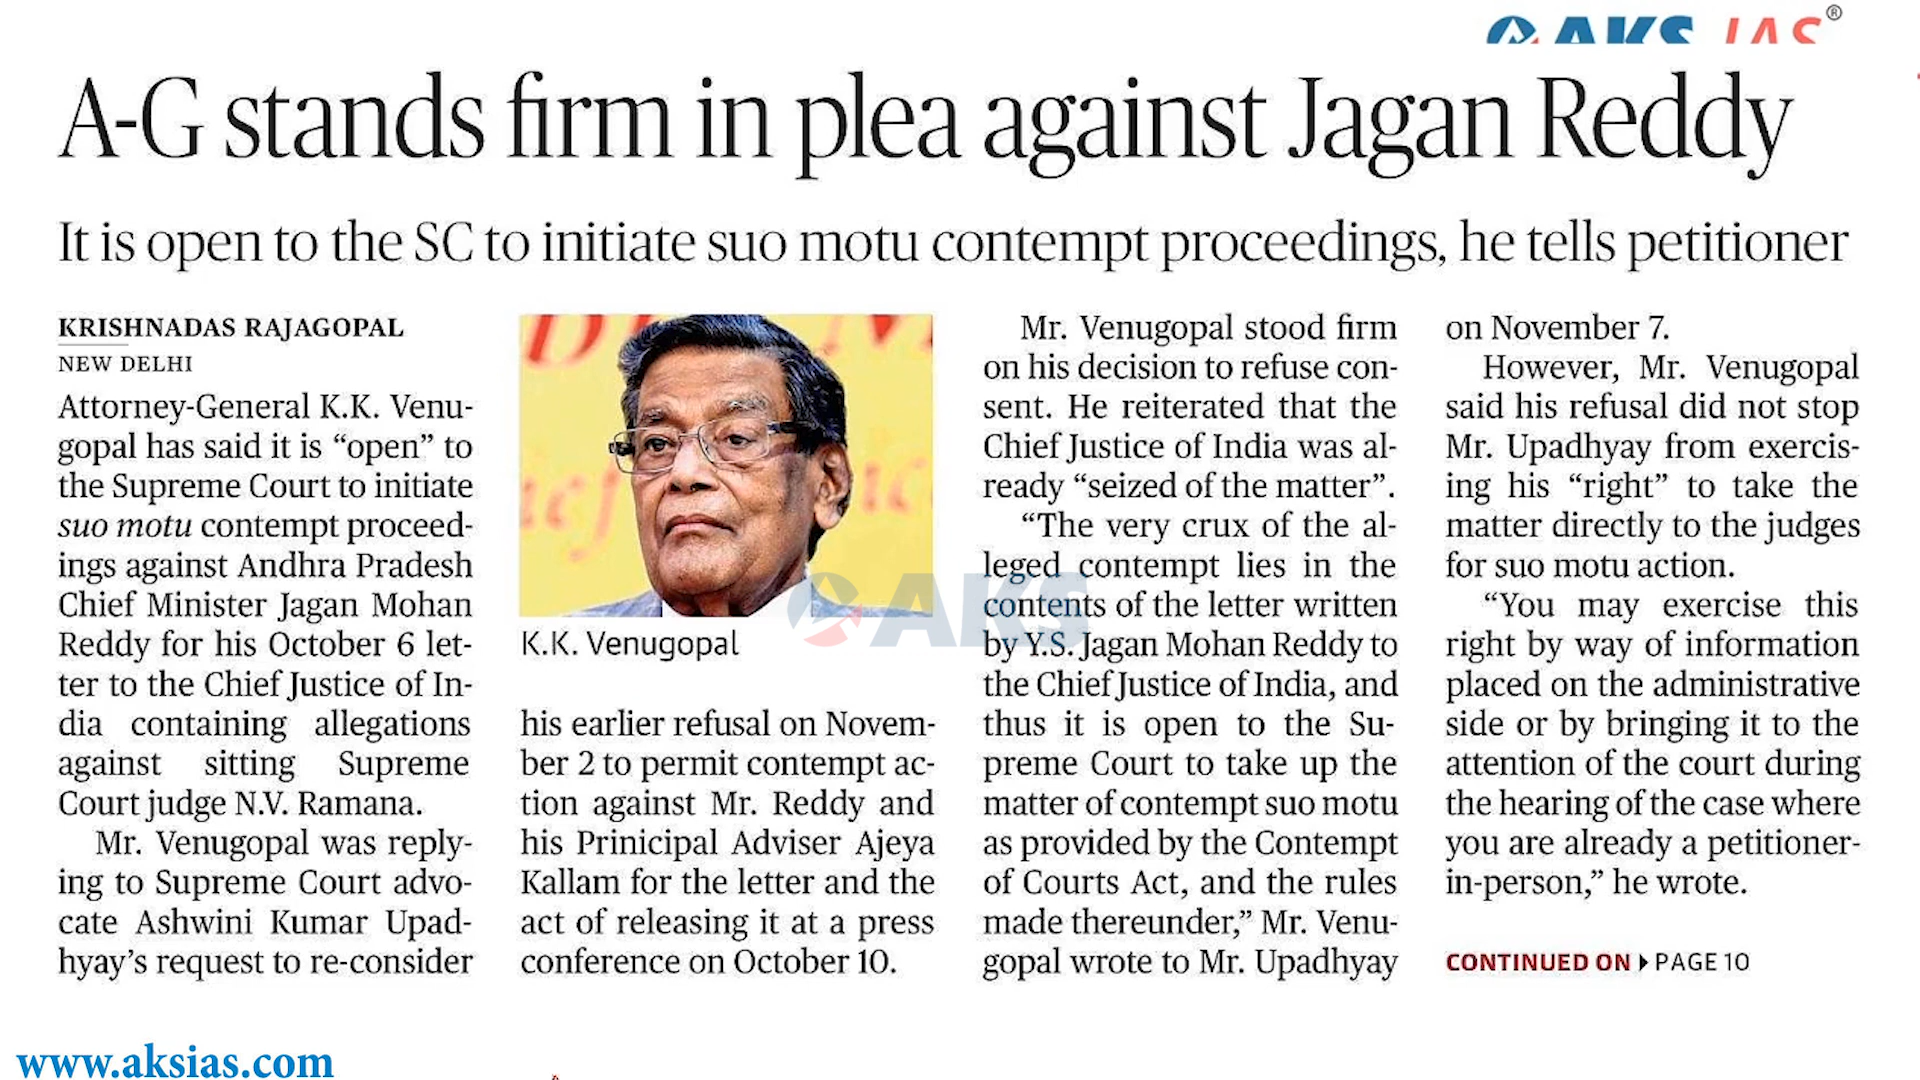 AKS IAS®
A-G stands firm in plea against Jagan Reddy
It is open to the SC to initiate suo motu contempt proceedings, he tells petitioner
KRISHNADAS RAJAGOPAL
NEW DELHI
Attorney-General K.K. Venu-
gopal has said it is “open” to
the Supreme Court to initiate
suo motu contempt proceed-
ings against Andhra Pradesh
Chief Minister Jagan Mohan
Reddy for his October 6 let-
ter to the Chief Justice of In-
dia containing allegations
against sitting Supreme
Court judge N.V. Ramana.
Mr. Venugopal was reply-
ing to Supreme Court advo-
cate Ashwini Kumar Upad-
hyay’s request to re-consider
K.K. Venugopal
his earlier refusal on Novem-
ber 2 to permit contempt ac-
tion against Mr. Reddy and
his Prinicipal Adviser Ajeya
Kallam for the letter and the
act of releasing it at a press
conference on October 10.
Mr. Venugopal stood firm
on his decision to refuse con-
sent. He reiterated that the
Chief Justice of India was al-
ready “seized of the matter”.
“The very crux of the al-
leged contempt lies in the
contents of the letter written
by Y.S. Jagan Mohan Reddy to
the Chief Justice of India, and
thus it is open to the Su-
preme Court to take up the
matter of contempt suo motu
as provided by the Contempt
of Courts Act, and the rules
made thereunder,” Mr. Venu-
gopal wrote to Mr. Upadhyay
on November 7.
However, Mr. Venugopal
said his refusal did not stop
Mr. Upadhyay from exercis-
ing his “right” to take the
matter directly to the judges
for suo motu action.
“You may exercise this
right by way of information
placed on the administrative
side or by bringing it to the
attention of the court during
the hearing of the case where
you are already a petitioner-
in-person,” he wrote.
CONTINUED ON PAGE 10
AKS
www.aksias.com